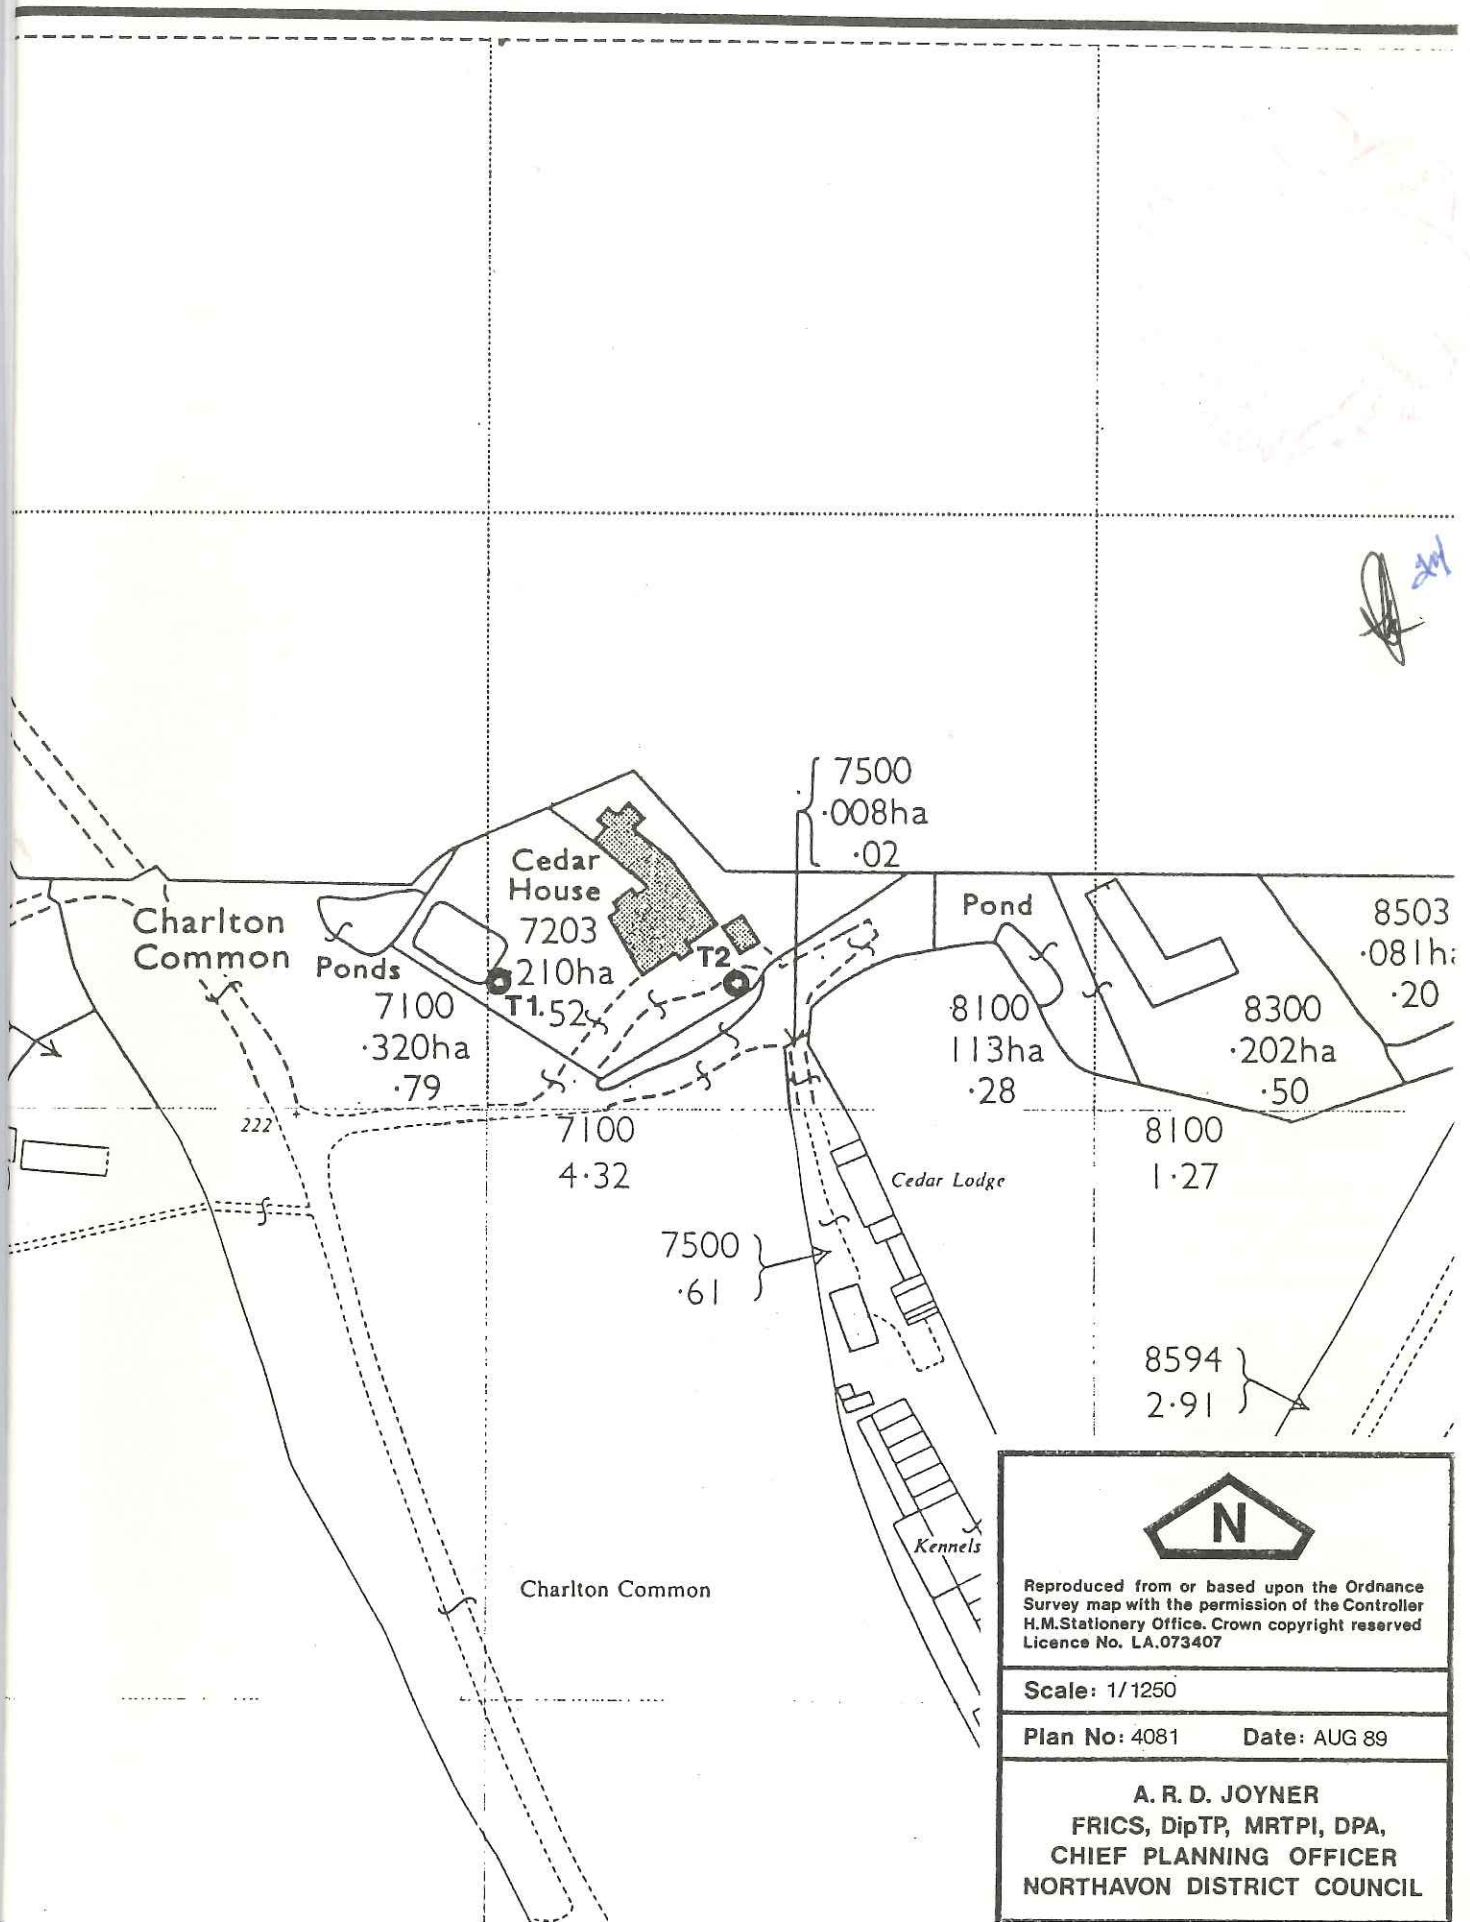 7500
·008ha
·02
Cedar
House
7203
·210ha
·52
T1
T2
Charlton
Common
Ponds
7100
·320ha
·79
Pond
8100
·113ha
·28
8300
·202ha
·50
8503
·20
222
7100
4·32
8100
1·27
Cedar Lodge
7500
·61
8594
2·91
Kennels
Charlton Common
N
Reproduced from or based upon the Ordnance
Survey map with the permission of the Controller
H.M.Stationery Office. Crown copyright reserved
Licence No. LA.073407
Scale: 1/1250
Plan No: 4081 Date: AUG 89
A. R. D. JOYNER
FRICS, DipTP, MRTPI, DPA,
CHIEF PLANNING OFFICER
NORTHAVON DISTRICT COUNCIL